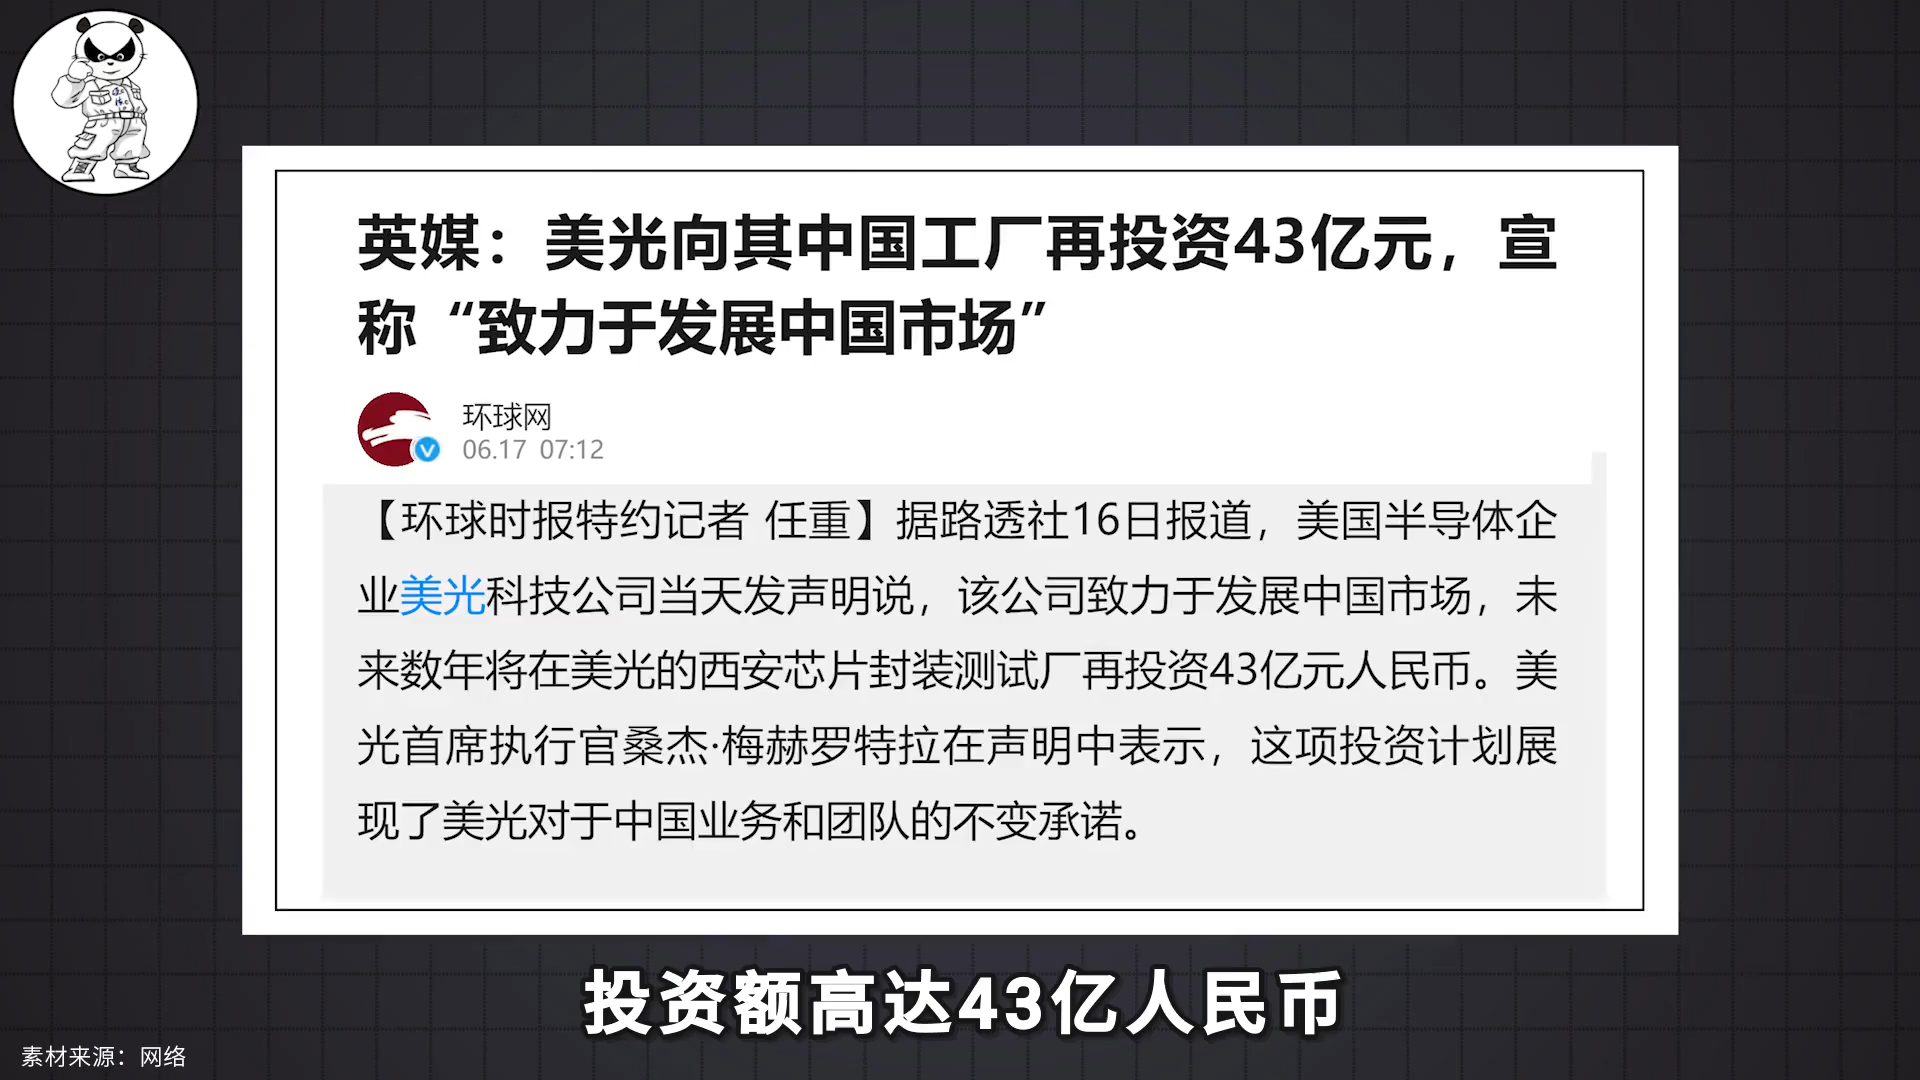 英媒：美光向其中国工厂再投资43亿元，宣
称“致力于发展中国市场”
环球网
06.17 07:12
【环球时报特约记者 任重】据路透社16日报道，美国半导体企
业美光科技公司当天发声明说，该公司致力于发展中国市场，未
来数年将在美光的西安芯片封装测试厂再投资43亿元人民币。美
光首席执行官桑杰·梅赫罗特拉在声明中表示，这项投资计划展
现了美光对于中国业务和团队的不变承诺。
投资额高达43亿人民币
素材来源：网络